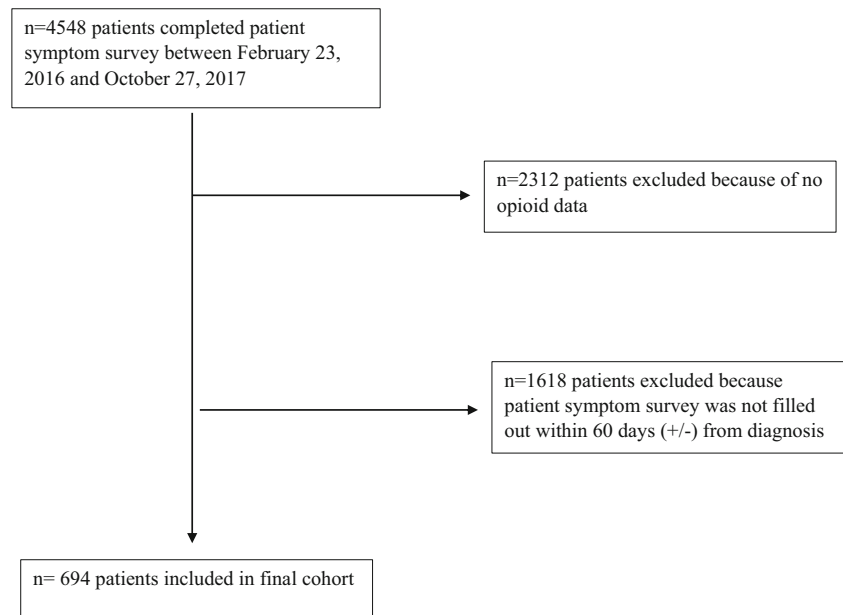 n=4548 patients completed patient
symptom survey between February 23,
2016 and October 27, 2017
n=2312 patients excluded because of no
opioid data
n=1618 patients excluded because
patient symptom survey was not filled
out within 60 days (+/-) from diagnosis
n= 694 patients included in final cohort